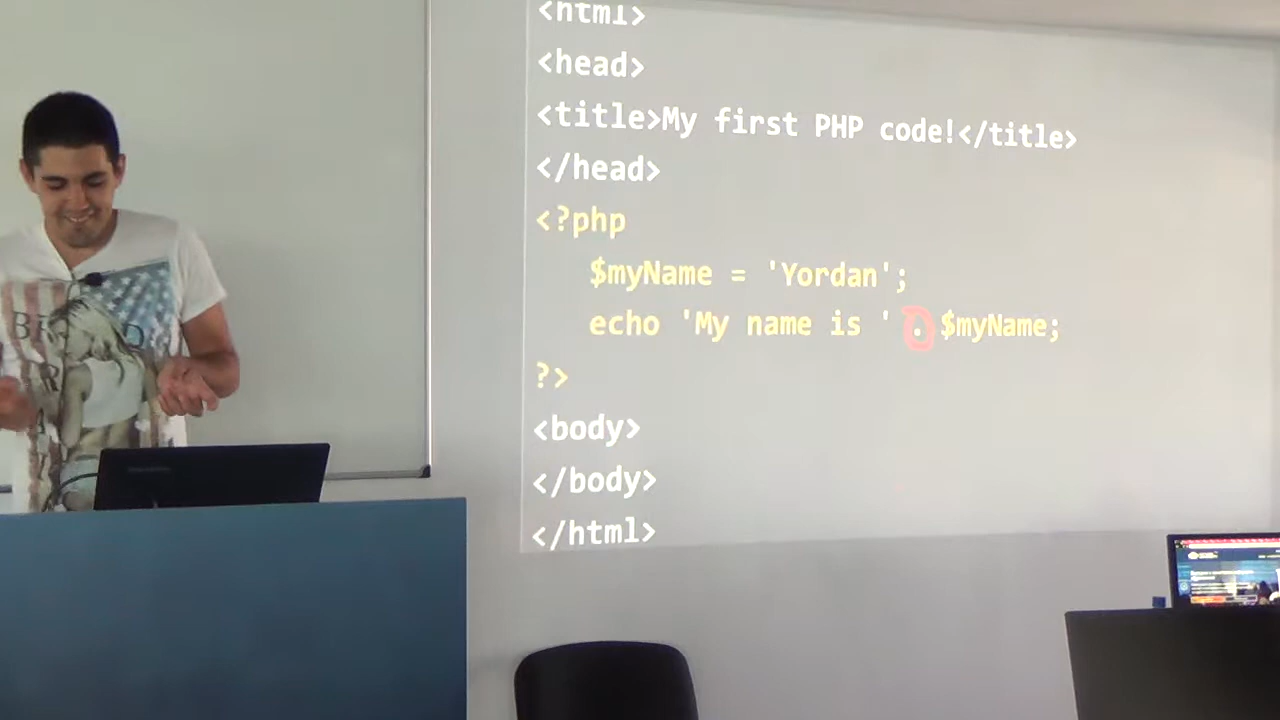 <html>
<head>
<title>My first PHP code!</title>
</head>
<?php
$myName = 'Yordan';
echo 'My name is ' . $myName;
?>
<body>
</body>
</html>